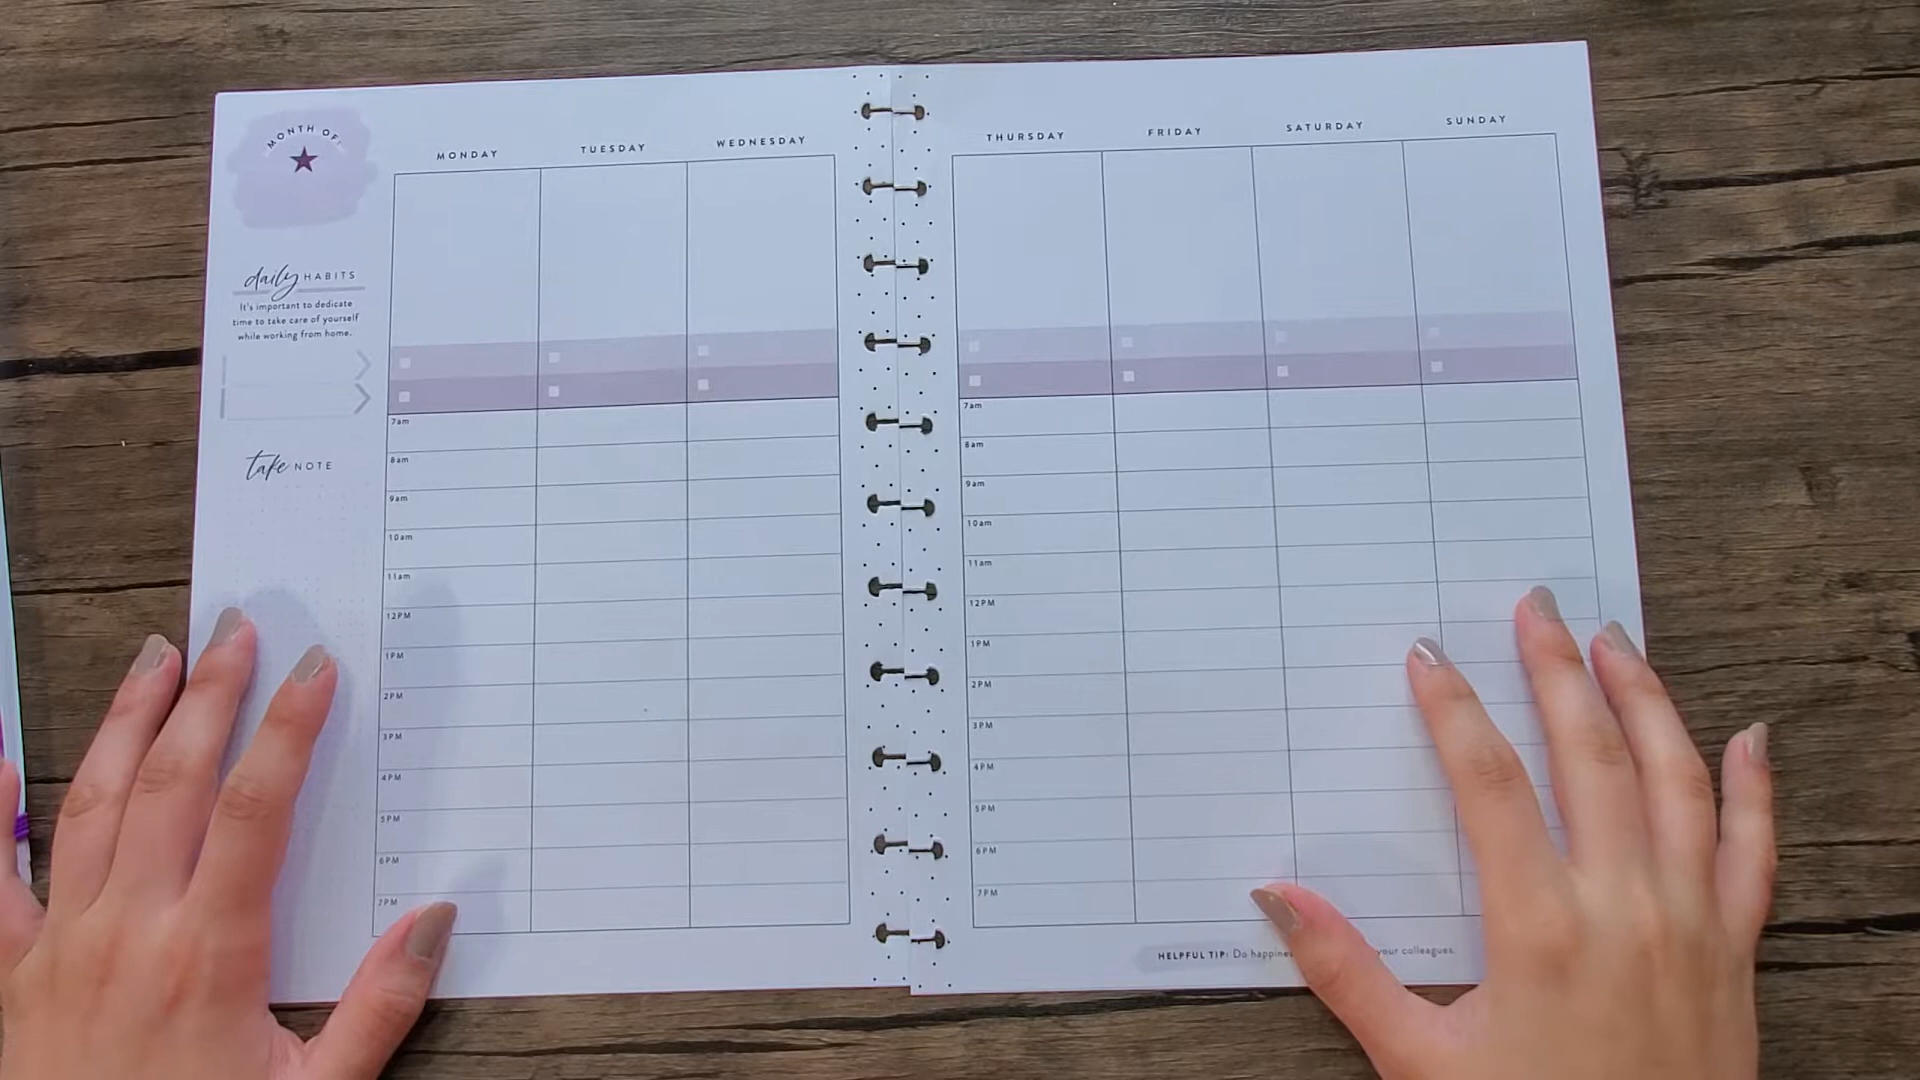 MONTH OF:
daily HABITS
It's important to dedicate
time to take care of yourself
while working from home.
take NOTE
MONDAY TUESDAY WEDNESDAY
7am
8am
9am
10am
11am
12PM
1PM
2PM
3PM
4PM
5PM
6PM
7PM
THURSDAY FRIDAY SATURDAY SUNDAY
7am
8am
9am
10am
11am
12PM
1PM
2PM
3PM
4PM
5PM
6PM
7PM
HELPFUL TIP: Do your colleagues.